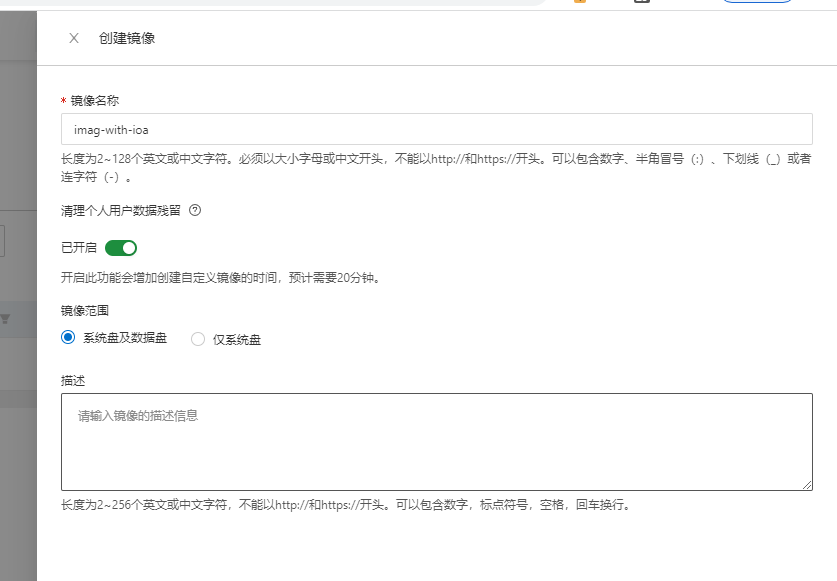 创建镜像
* 镜像名称
imag-with-ioa
长度为2~128个英文或中文字符。必须以大小字母或中文开头，不能以http://和https://开头。可以包含数字、半角冒号（:）、下划线（_）或者
连字符（-）。
清理个人用户数据残留
已开启
开启此功能会增加创建自定义镜像的时间，预计需要20分钟。
镜像范围
系统盘及数据盘 仅系统盘
描述
请输入镜像的描述信息
长度为2~256个英文或中文字符，不能以http://和https://开头。可以包含数字，标点符号，空格，回车换行。